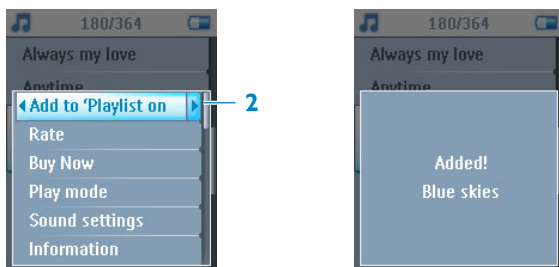 180/364
Always my love
Anytime
Add to 'Playlist on
2
Rate
Buy Now
Play mode
Sound settings
Information
180/364
Always my love
Anytime
Added!
Blue skies